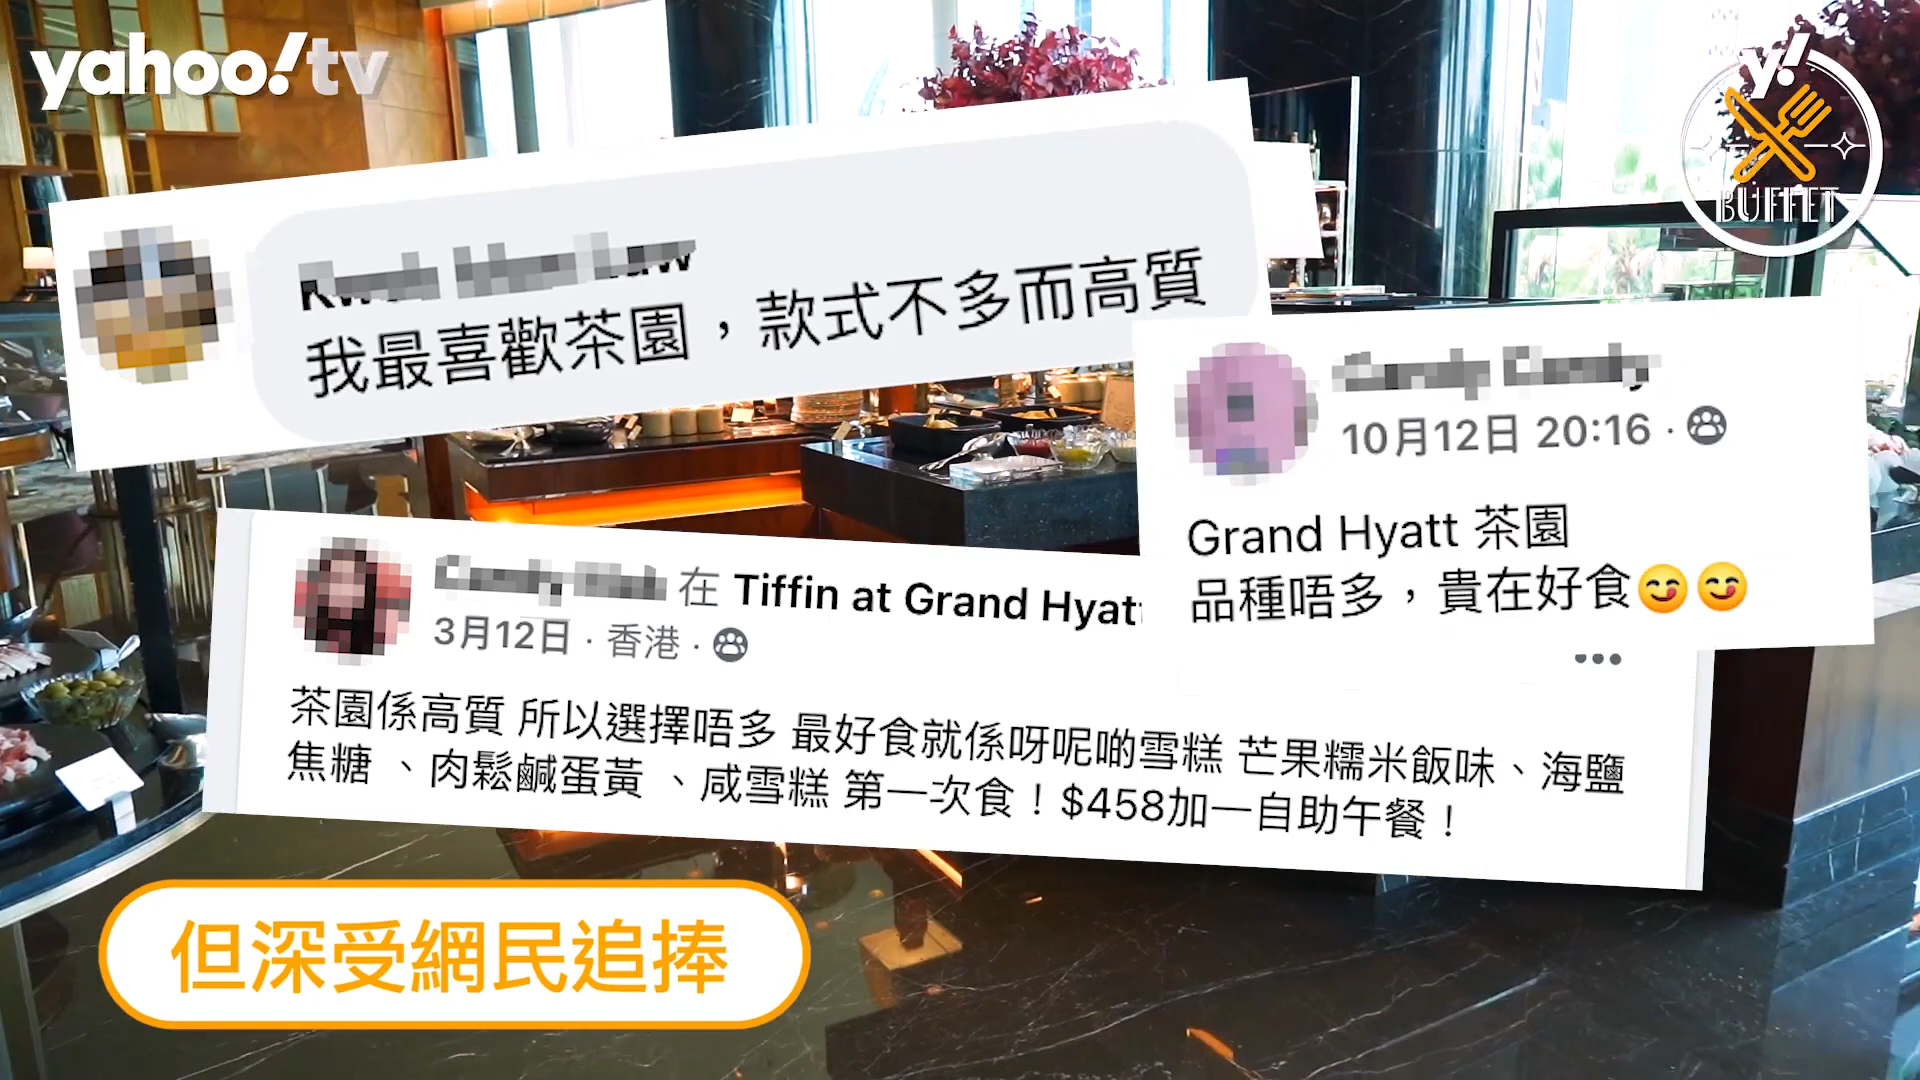 yahoo!tv
y!
BUFFET
我最喜歡茶園，款式不多而高質
10月12日 20:16 ·
Grand Hyatt 茶園
品種唔多，貴在好食😋😋
在 Tiffin at Grand Hyatt
3月12日 · 香港 ·
茶園係高質 所以選擇唔多 最好食就係呀呢啲雪糕 芒果糯米飯味、海鹽
焦糖 、肉鬆鹹蛋黃 、咸雪糕 第一次食！$458加一自助午餐！
但深受網民追捧